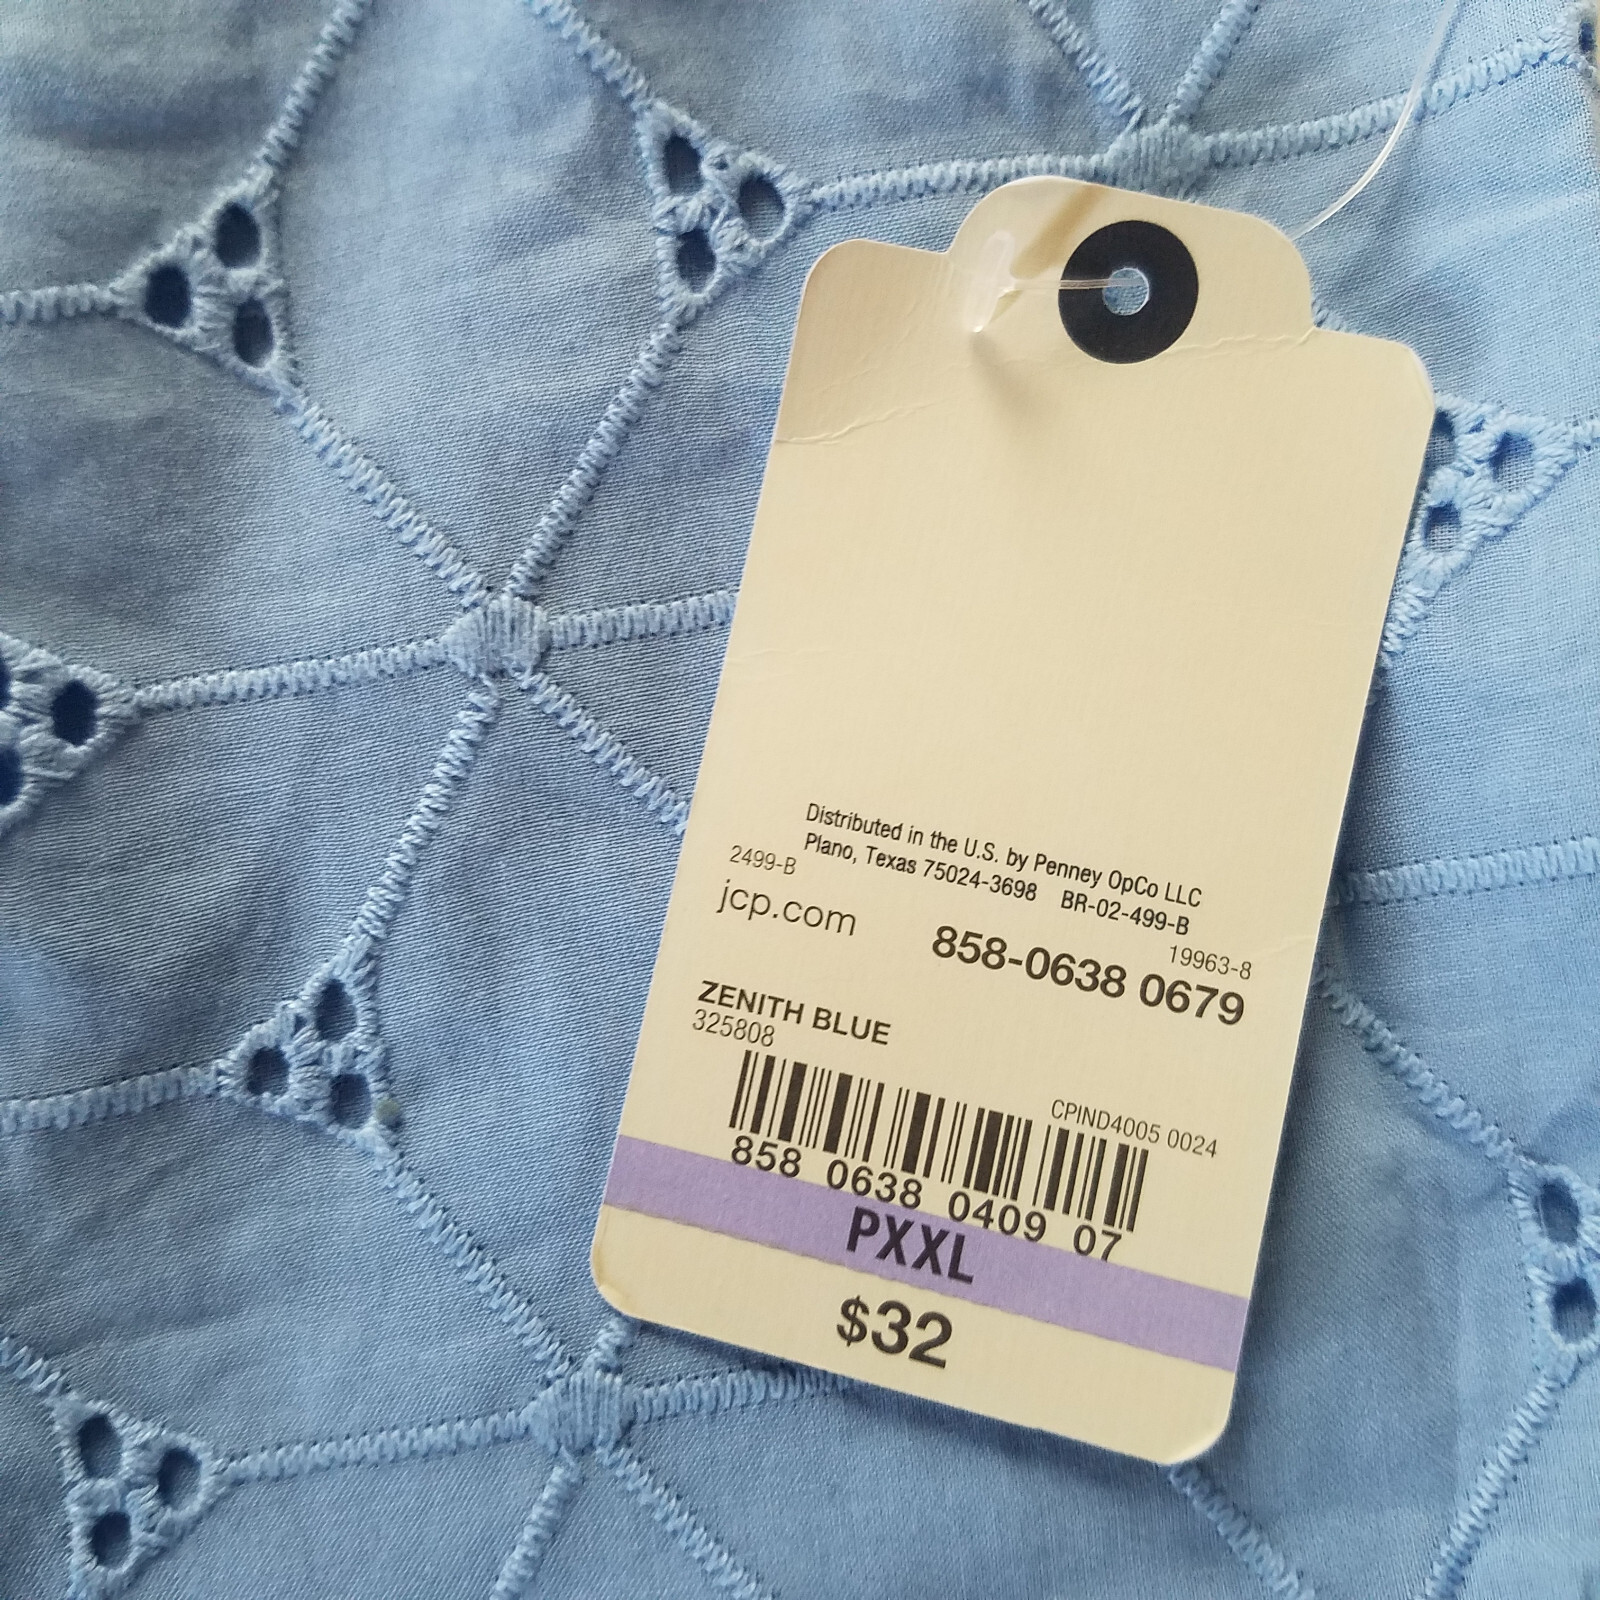 Distributed in the U.S. by Penney OpCo LLC
Plano, Texas 75024-3698 BR-02-499-B
2499-B
jcp.com
19963-8
858-0638 0679
ZENITH BLUE
325808
CPIND4005 0024
858 0638 0409 07
PXXL
$32